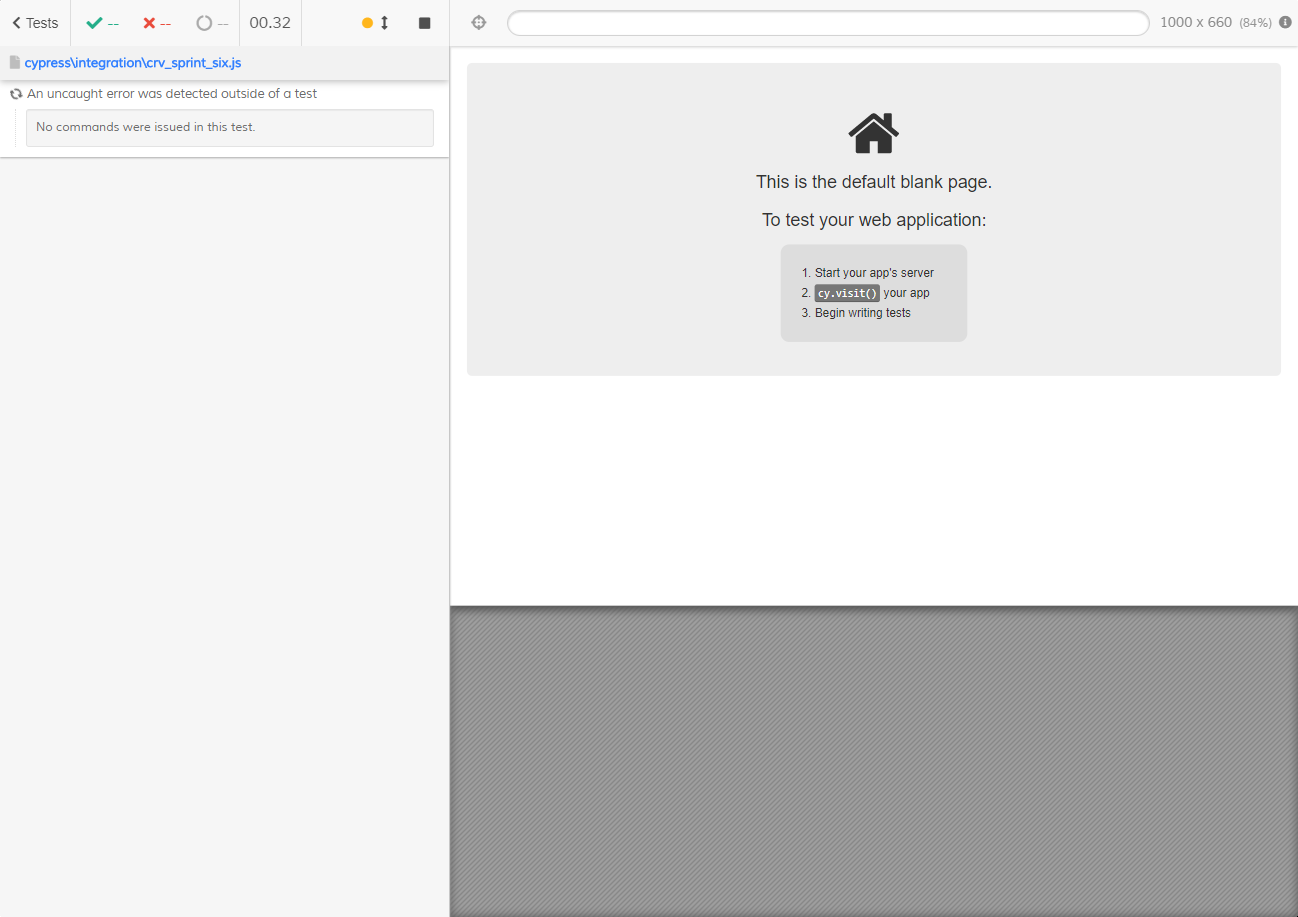 Tests
--
--
--
00.32
1000 x 660 (84%)
cypress\integration\crv_sprint_six.js
An uncaught error was detected outside of a test
No commands were issued in this test.
This is the default blank page.
To test your web application:
1. Start your app's server
2. cy.visit() your app
3. Begin writing tests